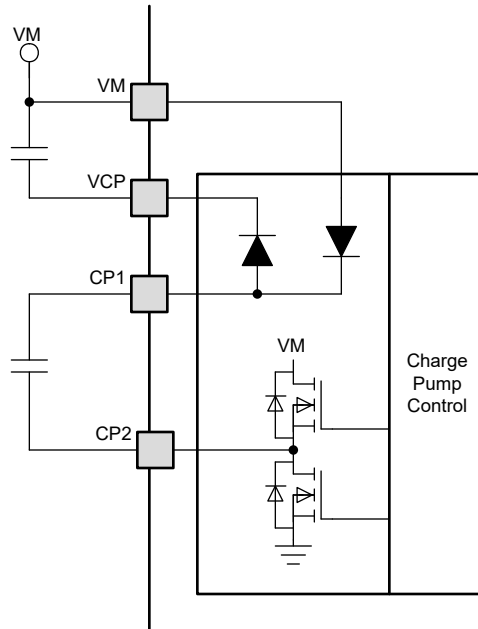 VM
VM
VCP
CP1
VM
CP2
Charge
Pump
Control